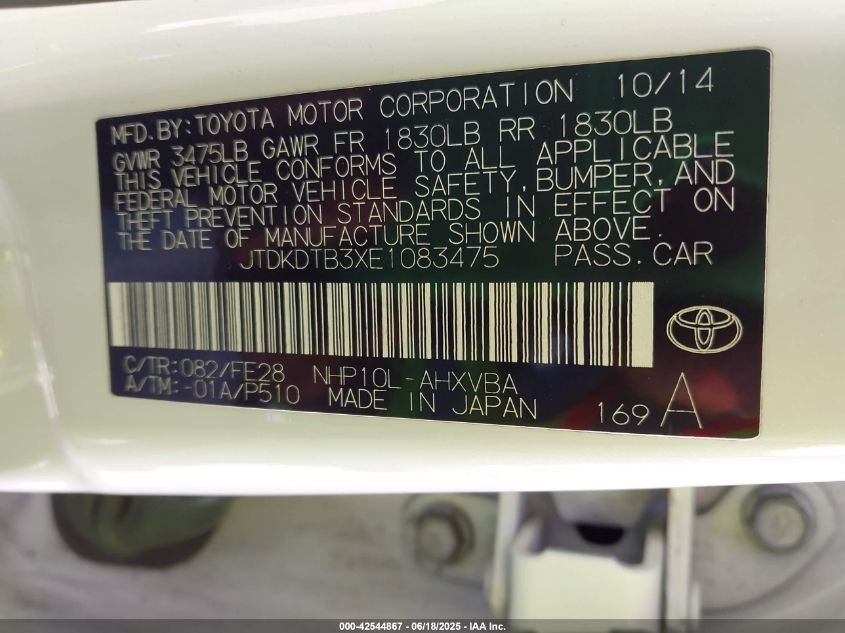 MFD. BY: TOYOTA MOTOR CORPORATION 10/14
GVWR 3475LB GAWR FR 1830LB RR 1830LB
THIS VEHICLE CONFORMS TO ALL APPLICABLE
FEDERAL MOTOR VEHICLE SAFETY, BUMPER, AND
THEFT PREVENTION STANDARDS IN EFFECT ON
THE DATE OF MANUFACTURE SHOWN ABOVE.
JTDKDTB3XE1083475 PASS. CAR
C/TR: 082/FE28 NHP10L-AHXVBA
A/TM: -01A/P510 MADE IN JAPAN
169 A
000-42544867 - 06/18/2025 - IAA Inc.